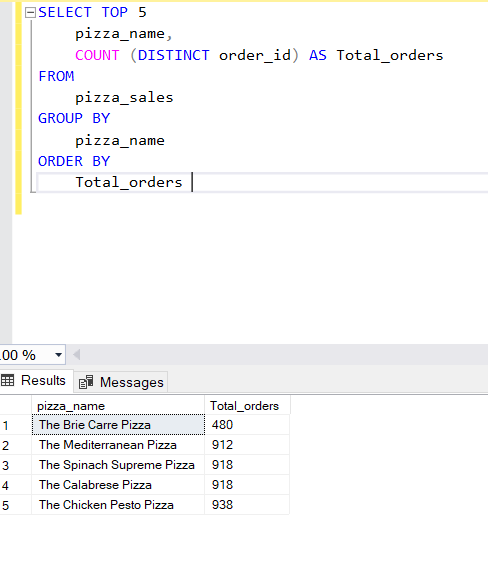 SELECT TOP 5
pizza_name,
COUNT (DISTINCT order_id) AS Total_orders
FROM
pizza_sales
GROUP BY
pizza_name
ORDER BY
Total_orders
.00 %
Results Messages
pizza_name Total_orders
1 The Brie Carre Pizza 480
2 The Mediterranean Pizza 912
3 The Spinach Supreme Pizza 918
4 The Calabrese Pizza 918
5 The Chicken Pesto Pizza 938